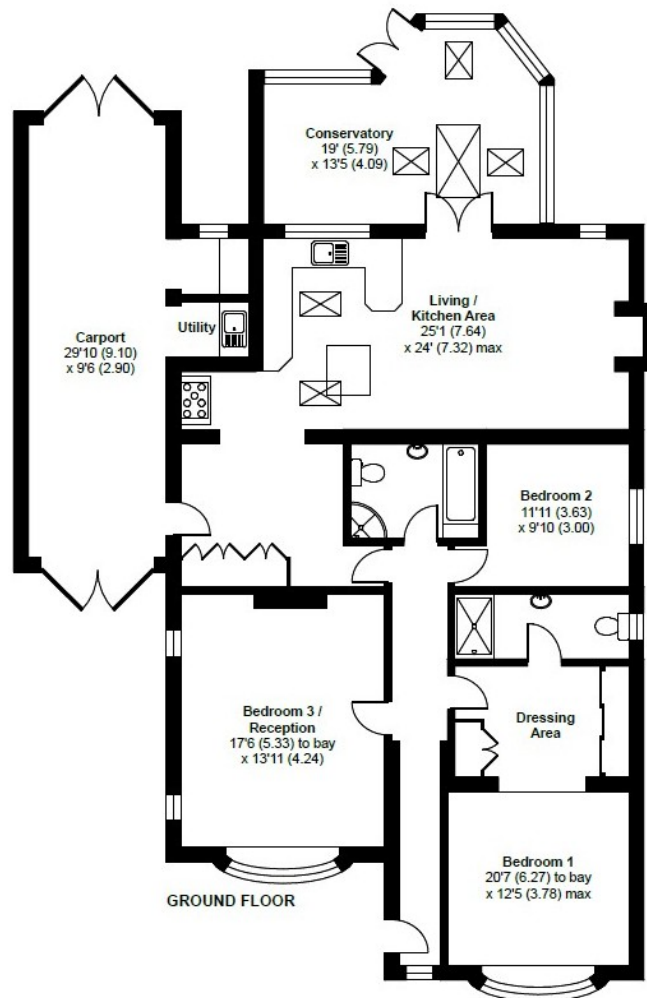 Conservatory
19' (5.79)
x 13'5 (4.09)
Living /
Kitchen Area
25'1 (7.64)
x 24' (7.32) max
Utility
Carport
29'10 (9.10)
x 9'6 (2.90)
Bedroom 2
11'11 (3.63)
x 9'10 (3.00)
Bedroom 3 /
Reception
17'6 (5.33) to bay
x 13'11 (4.24)
Dressing
Area
Bedroom 1
20'7 (6.27) to bay
x 12'5 (3.78) max
GROUND FLOOR